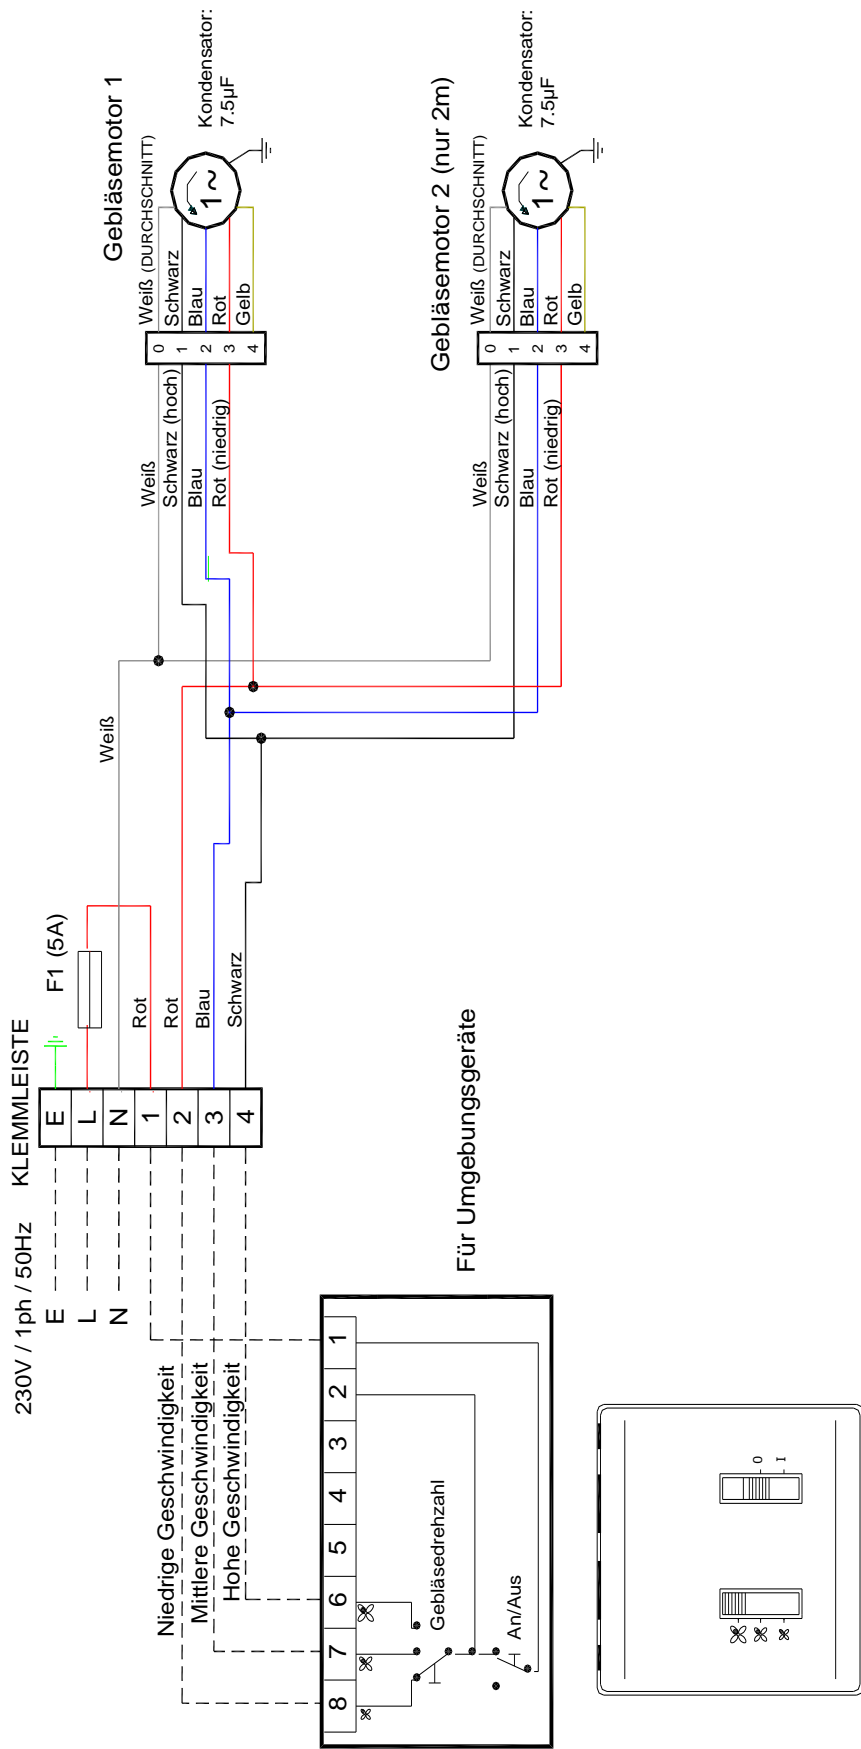 Gebläsemotor 1
Kondensator:
7.5µF
1~
Weiß (DURCHSCHNITT)
Schwarz
Blau
Rot
Gelb
0
1
2
3
4
Weiß
Schwarz (hoch)
Blau
Rot (niedrig)
Gebläsemotor 2 (nur 2m)
Kondensator:
7.5µF
1~
Weiß (DURCHSCHNITT)
Schwarz
Blau
Rot
Gelb
0
1
2
3
4
Weiß
Schwarz (hoch)
Blau
Rot (niedrig)
Weiß
F1 (5A)
Rot
Rot
Blau
Schwarz
230V / 1ph / 50Hz
KLEMMLEISTE
E
L
N
1
2
3
4
E
L
N
Niedrige Geschwindigkeit
Mittlere Geschwindigkeit
Hohe Geschwindigkeit
Für Umgebungsgeräte
8
7
6
5
4
3
2
1
Gebläsedrehzahl
An/Aus
O
I